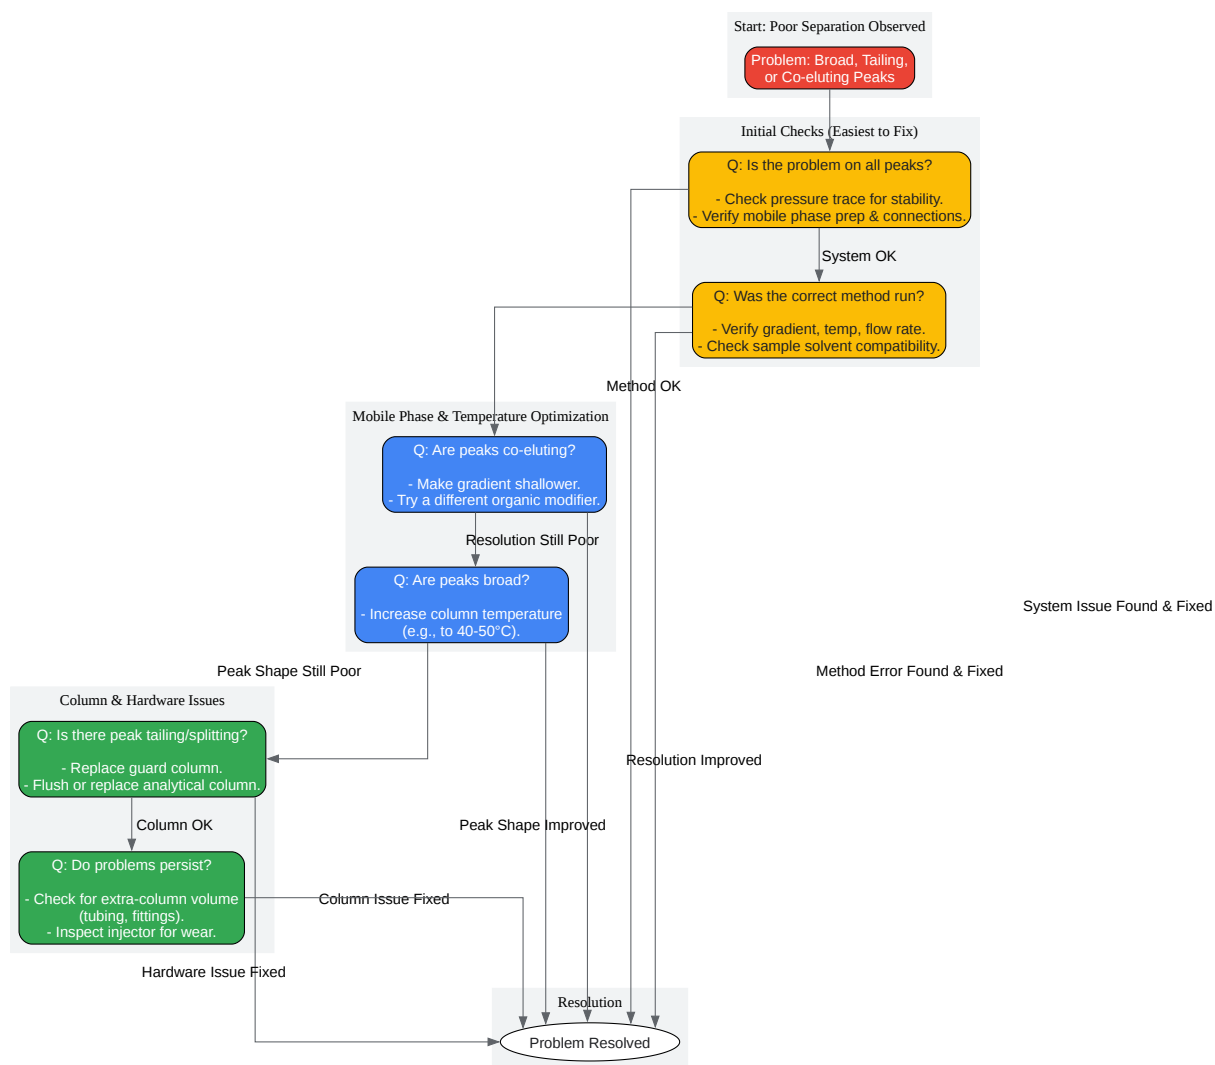 Start: Poor Separation Observed
Problem: Broad, Tailing,
or Co-eluting Peaks
Initial Checks (Easiest to Fix)
Q: Is the problem on all peaks?
- Check pressure trace for stability.
- Verify mobile phase prep & connections.
System OK
Q: Was the correct method run?
- Verify gradient, temp, flow rate.
- Check sample solvent compatibility.
Method OK
Mobile Phase & Temperature Optimization
Q: Are peaks co-eluting?
- Make gradient shallower.
- Try a different organic modifier.
Resolution Still Poor
Q: Are peaks broad?
- Increase column temperature
(e.g., to 40-50°C).
System Issue Found & Fixed
Peak Shape Still Poor
Method Error Found & Fixed
Column & Hardware Issues
Q: Is there peak tailing/splitting?
- Replace guard column.
- Flush or replace analytical column.
Resolution Improved
Column OK
Peak Shape Improved
Q: Do problems persist?
- Check for extra-column volume
(tubing, fittings).
- Inspect injector for wear.
Column Issue Fixed
Hardware Issue Fixed
Resolution
Problem Resolved